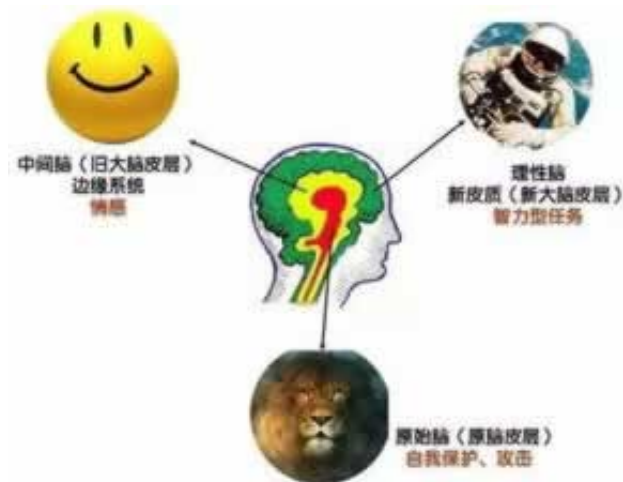 中间脑（旧大脑皮层）
边缘系统
情感
理性脑
新皮质（新大脑皮层）
智力型任务
原始脑（原脑皮层）
自我保护、攻击